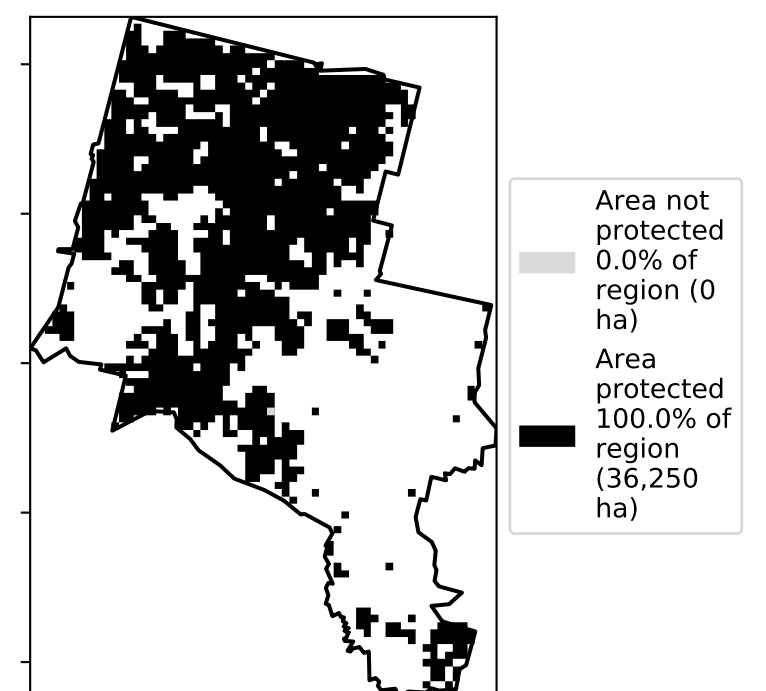 Area not
protected
0.0% of
region (0
ha)
Area
protected
100.0% of
region
(36,250
ha)